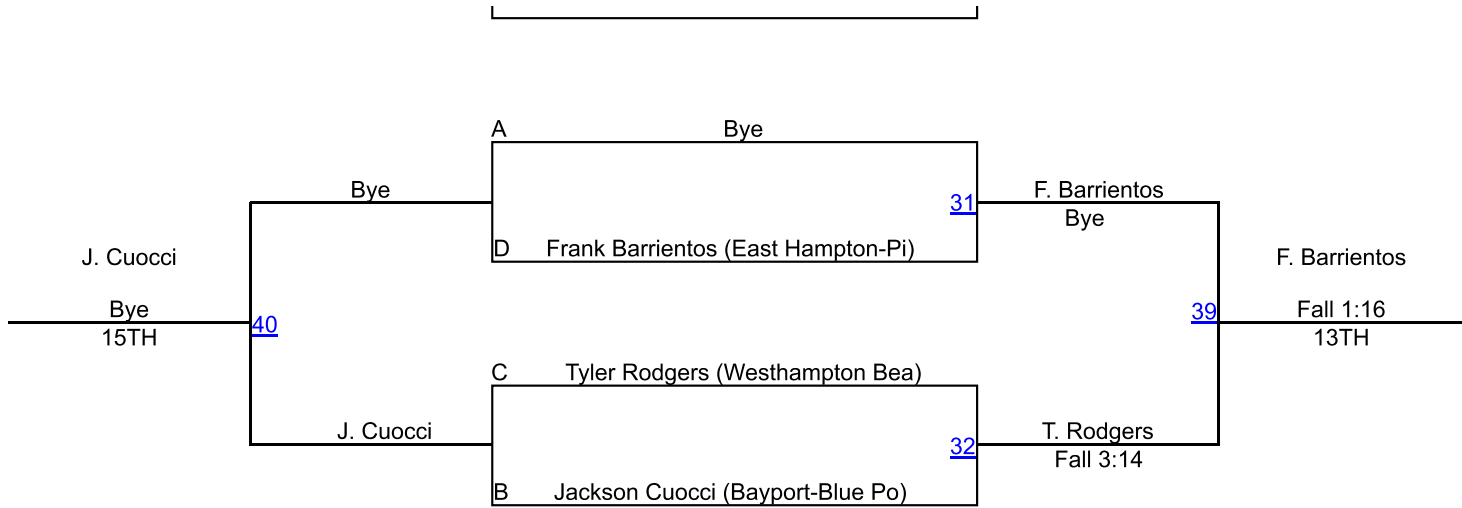 A Bye
Bye
31
F. Barrientos
Bye
D Frank Barrientos (East Hampton-Pi)
J. Cuocci
Bye
15TH
40
39
F. Barrientos
Fall 1:16
13TH
C Tyler Rodgers (Westhampton Bea)
J. Cuocci
32
T. Rodgers
Fall 3:14
B Jackson Cuocci (Bayport-Blue Po)